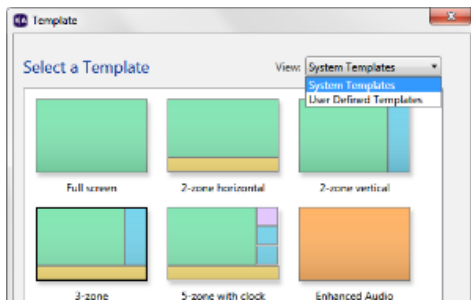 Template
Select a Template
View: System Templates
System Templates
User Defined Templates
Full screen
2-zone horizontal
2-zone vertical
3-zone
5-zone with clock
Enhanced Audio